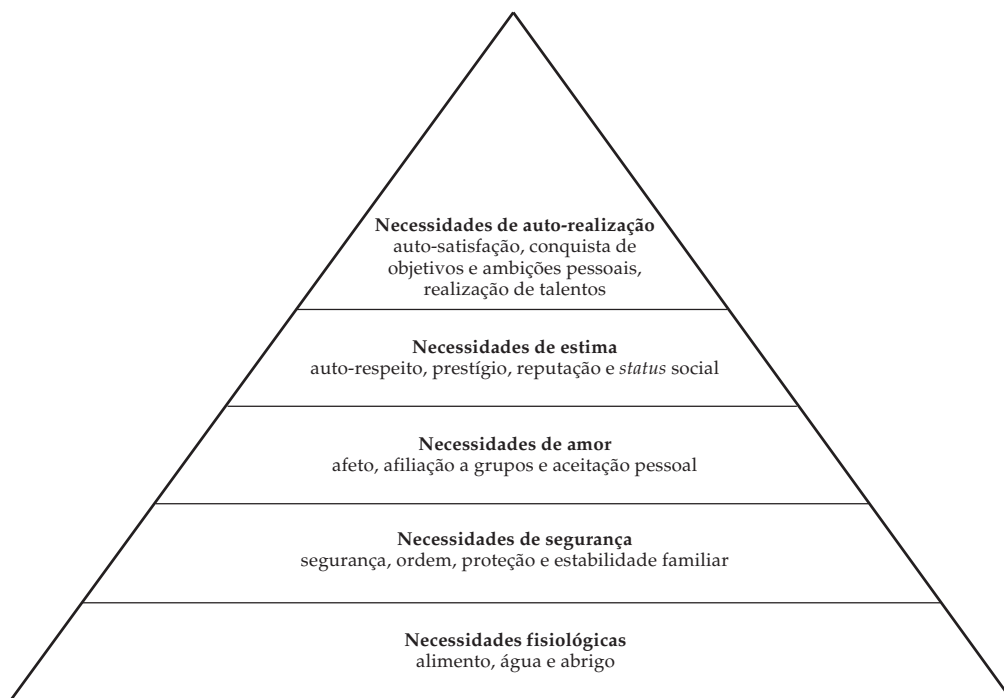 Necessidades de auto-realização
auto-satisfação, conquista de
objetivos e ambições pessoais,
realização de talentos
Necessidades de estima
auto-respeito, prestígio, reputação e status social
Necessidades de amor
afeto, afiliação a grupos e aceitação pessoal
Necessidades de segurança
segurança, ordem, proteção e estabilidade familiar
Necessidades fisiológicas
alimento, água e abrigo